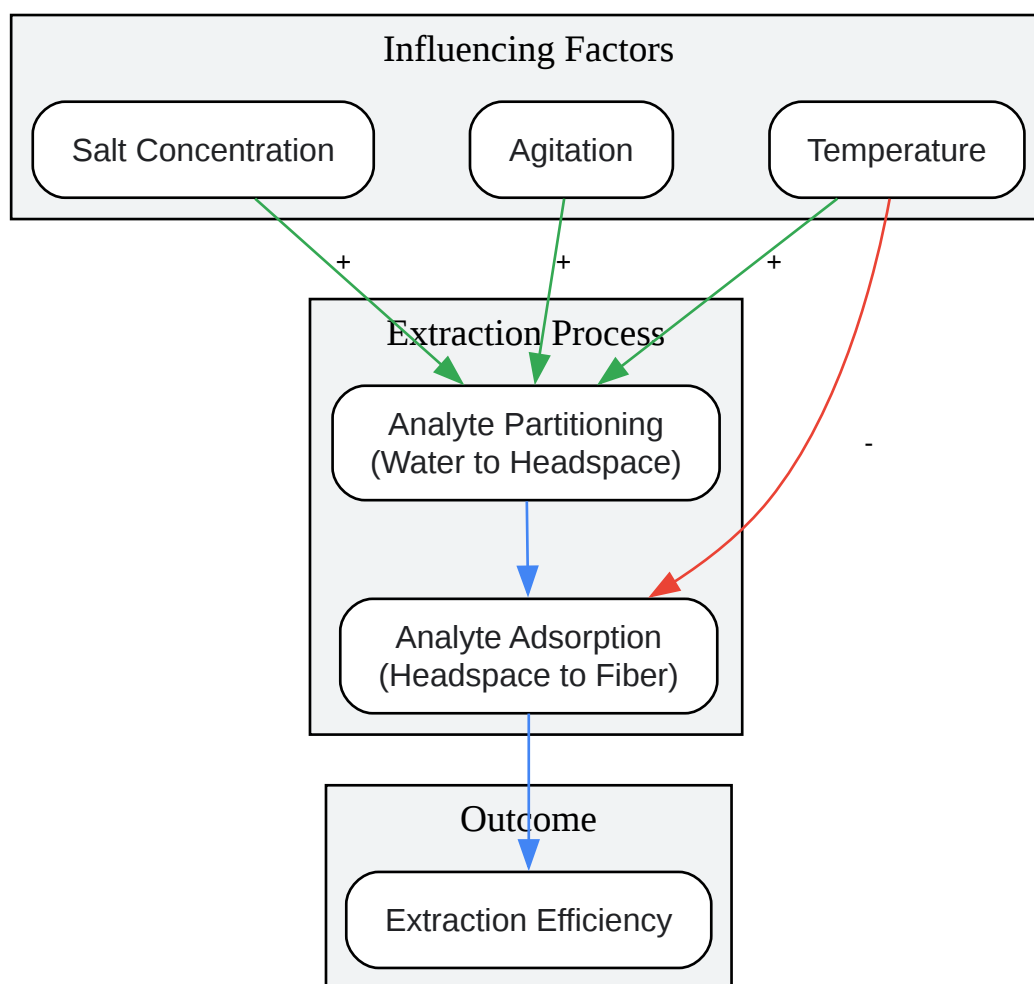 Influencing Factors
Salt Concentration
Agitation
Temperature
+
+
+
Extraction Process
Analyte Partitioning
(Water to Headspace)
-
Analyte Adsorption
(Headspace to Fiber)
Outcome
Extraction Efficiency